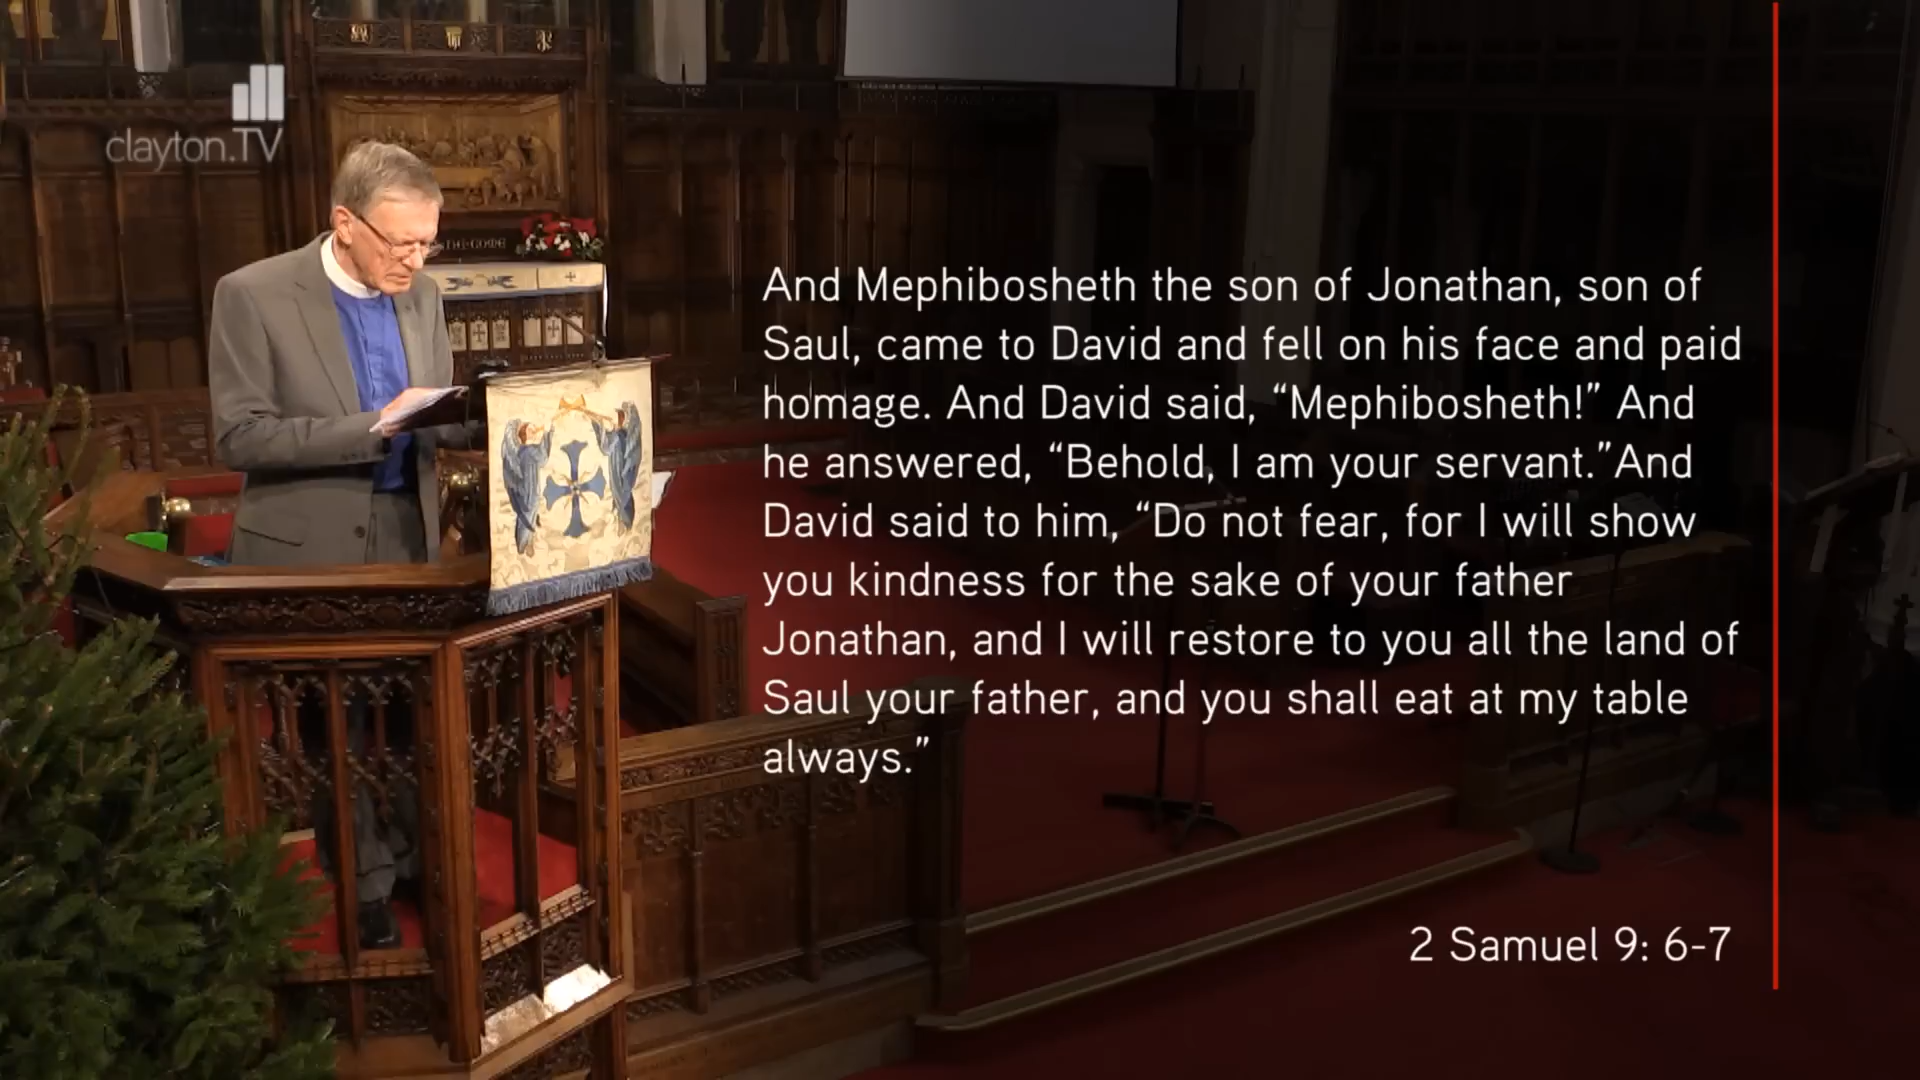 clayton.TV
And Mephibosheth the son of Jonathan, son of
Saul, came to David and fell on his face and paid
homage. And David said, “Mephibosheth!” And
he answered, “Behold, I am your servant.”And
David said to him, “Do not fear, for I will show
you kindness for the sake of your father
Jonathan, and I will restore to you all the land of
Saul your father, and you shall eat at my table
always.”
2 Samuel 9: 6-7